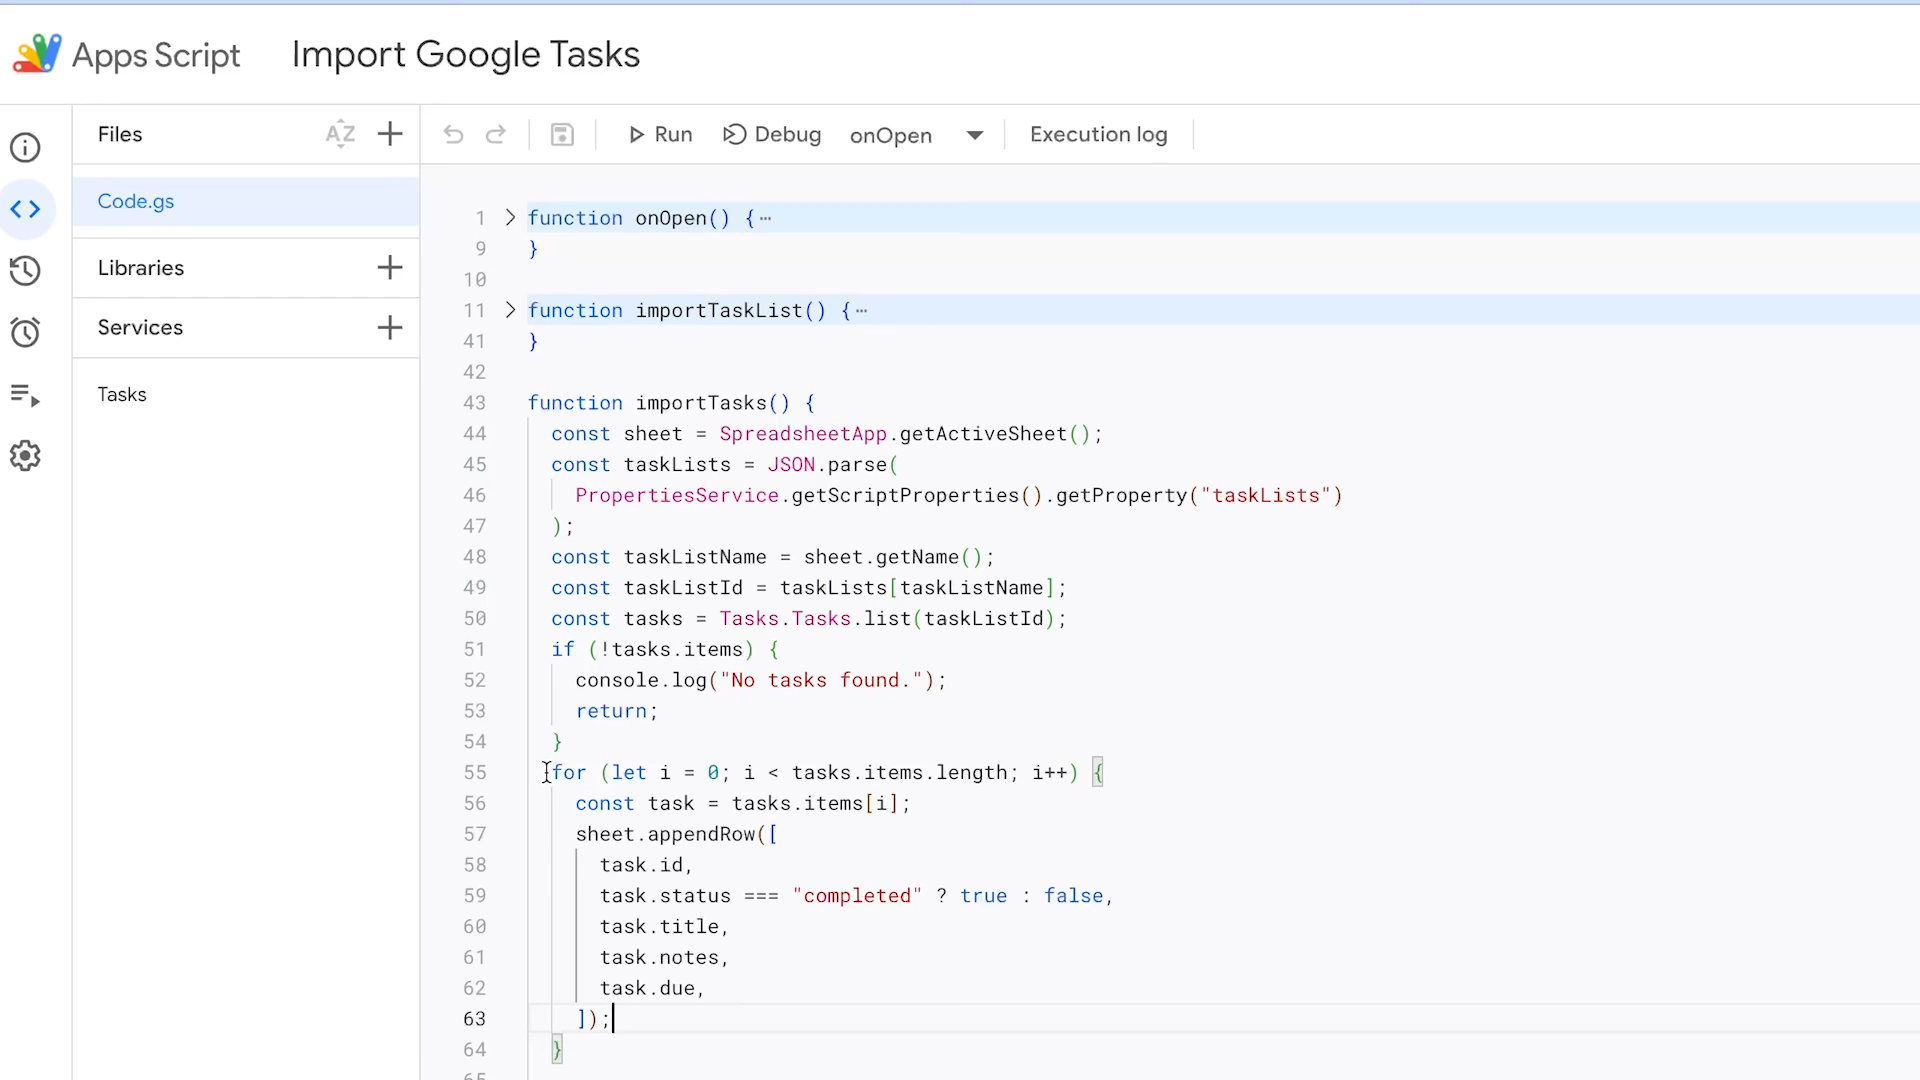 Apps Script Import Google Tasks
Files
AZ
Run Debug onOpen Execution log
Code.gs
Libraries
Services
Tasks
1 function onOpen() {⋯
9 }
10
11 function importTaskList() {⋯
41 }
42
43 function importTasks() {
44 const sheet = SpreadsheetApp.getActiveSheet();
45 const taskLists = JSON.parse(
46 PropertiesService.getScriptProperties().getProperty("taskLists")
47 );
48 const taskListName = sheet.getName();
49 const taskListId = taskLists[taskListName];
50 const tasks = Tasks.Tasks.list(taskListId);
51 if (!tasks.items) {
52 console.log("No tasks found.");
53 return;
54 }
55 for (let i = 0; i < tasks.items.length; i++) {
56 const task = tasks.items[i];
57 sheet.appendRow([
58 task.id,
59 task.status === "completed" ? true : false,
60 task.title,
61 task.notes,
62 task.due,
63 ]);
64 }
65